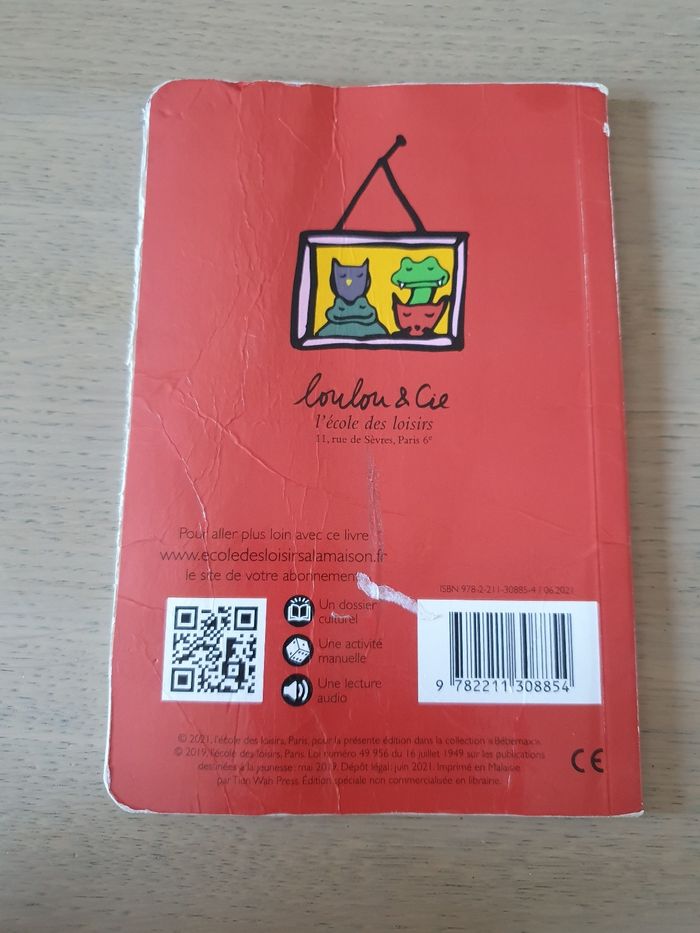 loulou & Cie
l'école des loisirs
11, rue de Sèvres, Paris 6e
Pour aller plus loin avec ce livre
www.ecoledesloisirsalamaison.fr
le site de votre abonnement
Un dossier
culturel
Une activité
manuelle
Une lecture
audio
ISBN 978-2-211-30885-4 / 06.2021
9 782211 308854
© 2021, l'école des loisirs, Paris, pour la présente édition dans la collection «Bébémax».
© 2019, l'école des loisirs, Paris. Loi numéro 49 956 du 16 juillet 1949 sur les publications
destinées à la jeunesse: mai 2019. Dépôt légal: juin 2021. Imprimé en Malaisie
par Tien Wah Press. Édition spéciale non commercialisée en librairie.
CE